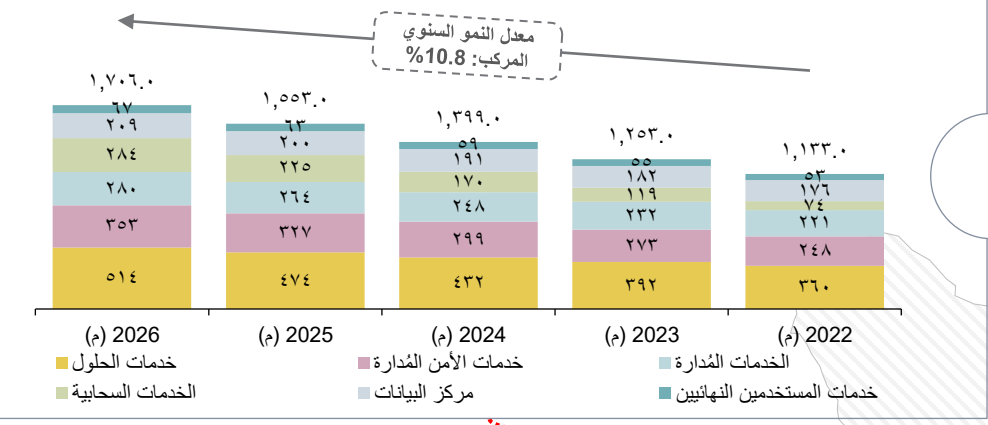 معدل النمو السنوي
المركب: 10.8%
١,٧٠٦.٠
١,٥٥٣.٠
١,٣٩٩.٠
١,٢٥٣.٠
١,١٣٣.٠
٦٧
٦٣
٥٩
٥٥
٥٣
٢٠٩
٢٠٠
١٩١
١٨٢
١٧٦
٢٨٤
٢٢٥
١٧٠
١١٩
٧٤
٢٨٠
٢٦٤
٢٤٨
٢٣٢
٢٢١
٣٥٣
٣٢٧
٢٩٩
٢٧٣
٢٤٨
٥١٤
٤٧٤
٤٣٢
٣٩٢
٣٦٠
2026 (م)
2025 (م)
2024 (م)
2023 (م)
2022 (م)
الخدمات المُدارة
خدمات الأمن المُدارة
خدمات الحلول
خدمات المستخدمين النهائيين
مركز البيانات
الخدمات السحابية